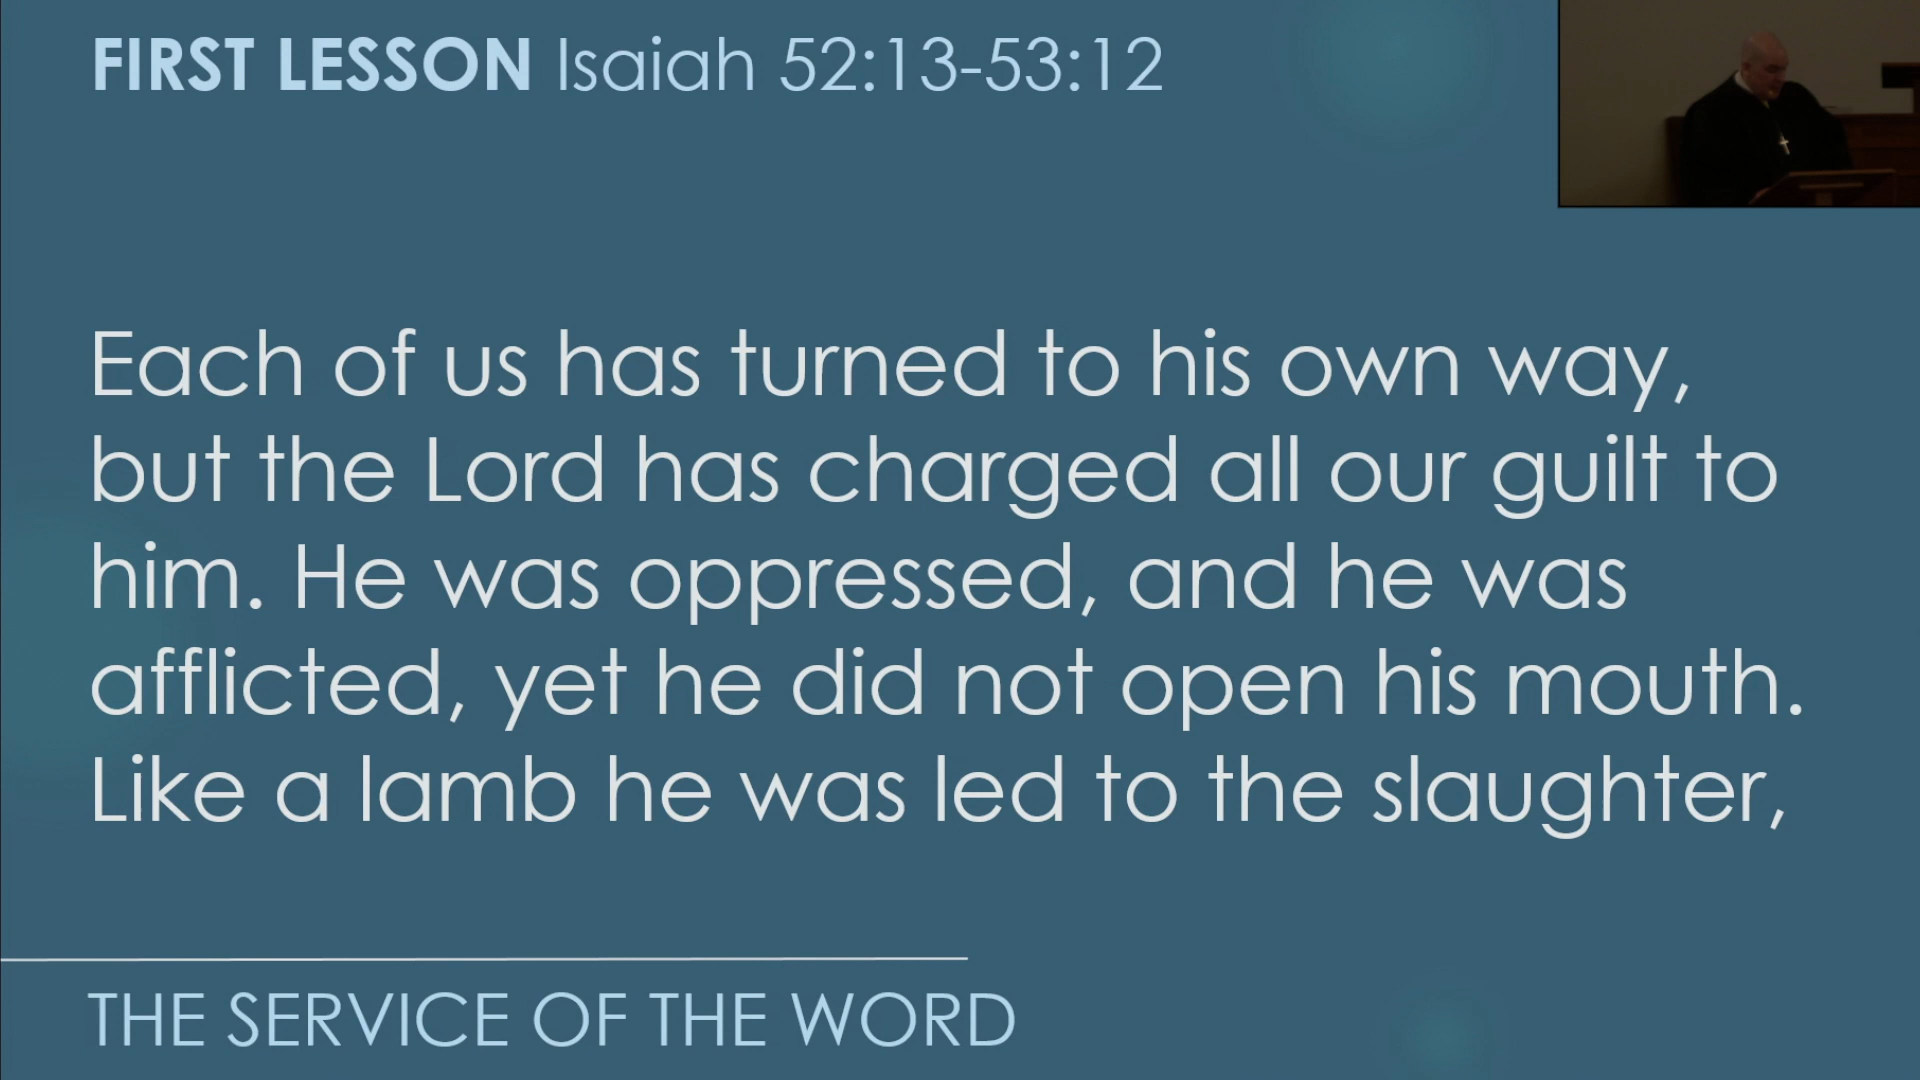 FIRST LESSON Isaiah 52:13-53:12
Each of us has turned to his own way,
but the Lord has charged all our guilt to
him. He was oppressed, and he was
afflicted, yet he did not open his mouth.
Like a lamb he was led to the slaughter,
THE SERVICE OF THE WORD